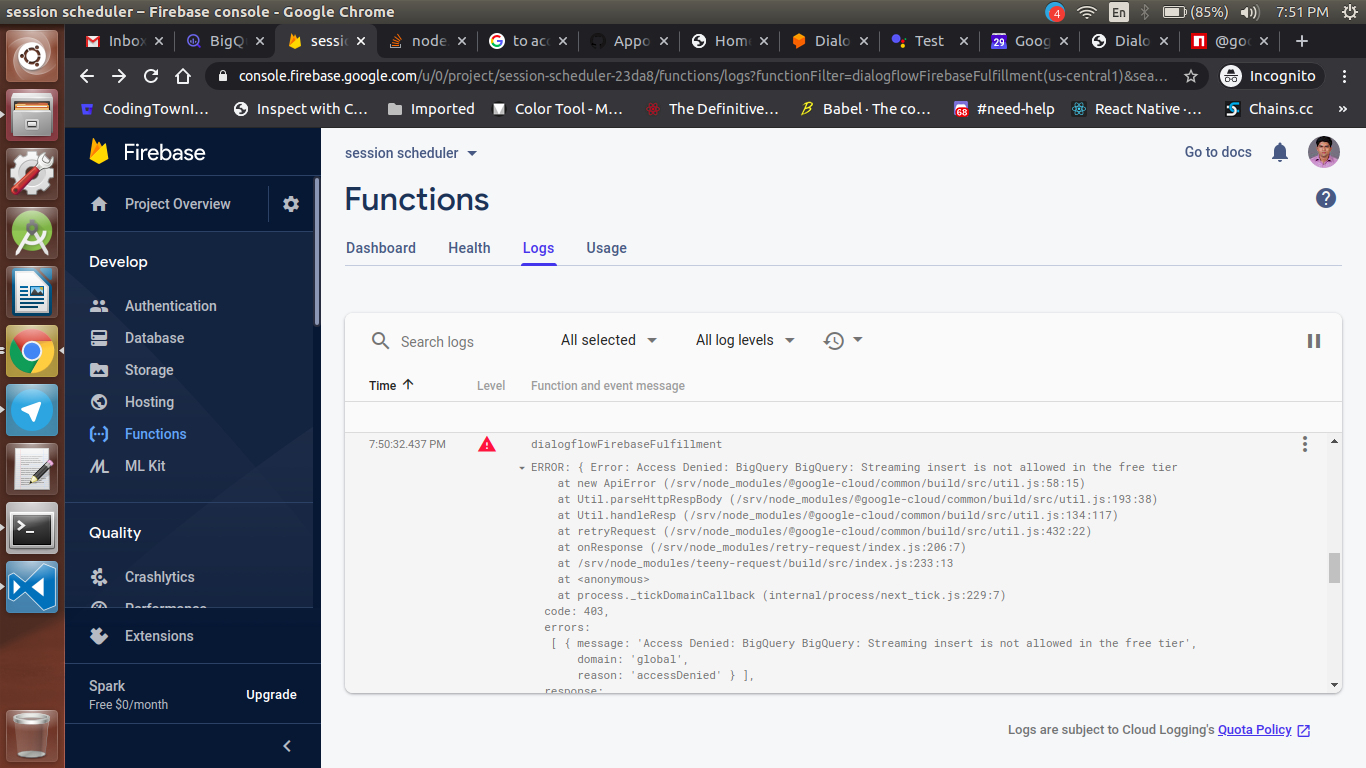 session scheduler – Firebase console - Google Chrome
4
En
(85%)
7:51 PM
Inbox
BigQ
sessi
node.
to acc
Appo
Home
Dialo
Test
29
Goog
Dialo
@goo
console.firebase.google.com/u/0/project/session-scheduler-23da8/functions/logs?functionFilter=dialogflowFirebaseFulfillment(us-central1)&sea...
Incognito
CodingTownI...
Inspect with C...
Imported
M
Color Tool - M...
The Definitive...
Babel · The co...
68
#need-help
React Native ·...
Chains.cc
»
Firebase
session scheduler
Go to docs
Project Overview
Functions
?
Dashboard
Health
Logs
Usage
Develop
Authentication
Database
Storage
Hosting
Functions
ML Kit
Quality
Crashlytics
Performance
Extensions
Spark
Free $0/month
Upgrade
Search logs
All selected
All log levels
Time
Level
Function and event message
7:50:32.437 PM
dialogflowFirebaseFulfillment
ERROR: { Error: Access Denied: BigQuery BigQuery: Streaming insert is not allowed in the free tier
at new ApiError (/srv/node_modules/@google-cloud/common/build/src/util.js:58:15)
at Util.parseHttpRespBody (/srv/node_modules/@google-cloud/common/build/src/util.js:193:38)
at Util.handleResp (/srv/node_modules/@google-cloud/common/build/src/util.js:134:117)
at retryRequest (/srv/node_modules/@google-cloud/common/build/src/util.js:432:22)
at onResponse (/srv/node_modules/retry-request/index.js:206:7)
at /srv/node_modules/teeny-request/build/src/index.js:233:13
at <anonymous>
at process._tickDomainCallback (internal/process/next_tick.js:229:7)
code: 403,
errors:
[ { message: 'Access Denied: BigQuery BigQuery: Streaming insert is not allowed in the free tier',
domain: 'global',
reason: 'accessDenied' } ],
response:
Logs are subject to Cloud Logging's Quota Policy